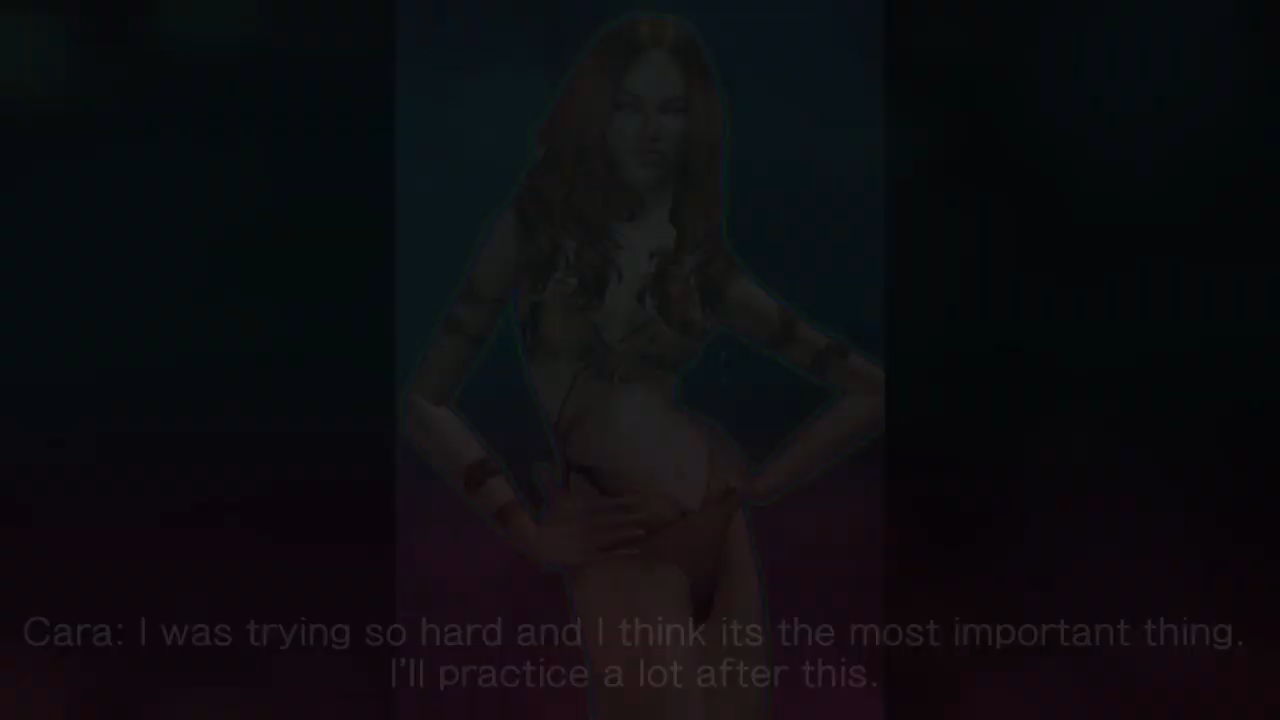 Cara: I was trying so hard and I think its the most important thing.
I'll practice a lot after this.